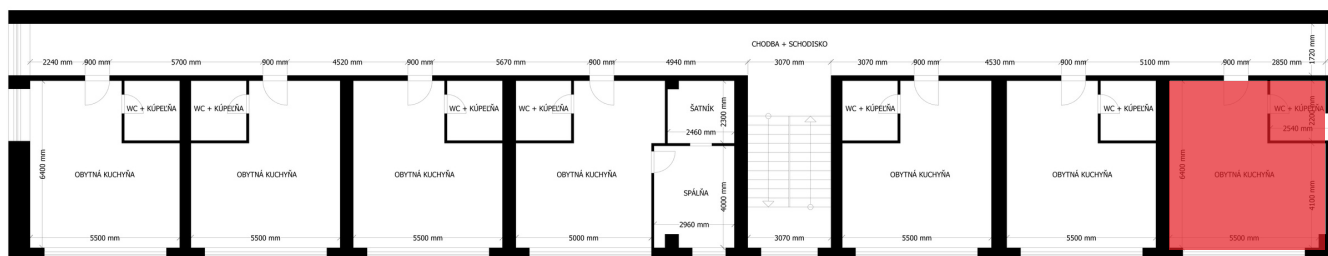 CHODBA + SCHODISKO
1720 mm
2240 mm
900 mm
5700 mm
900 mm
4520 mm
900 mm
5670 mm
900 mm
4940 mm
3070 mm
3070 mm
900 mm
4530 mm
900 mm
5100 mm
900 mm
2850 mm
WC + KÚPEĽŇA
WC + KÚPEĽŇA
WC + KÚPEĽŇA
WC + KÚPEĽŇA
ŠATNÍK
2300 mm
WC + KÚPEĽŇA
WC + KÚPEĽŇA
WC + KÚPEĽŇA
2200 mm
2460 mm
2540 mm
6400 mm
OBYTNÁ KUCHYŇA
OBYTNÁ KUCHYŇA
OBYTNÁ KUCHYŇA
OBYTNÁ KUCHYŇA
SPÁLŇA
4000 mm
OBYTNÁ KUCHYŇA
OBYTNÁ KUCHYŇA
6400 mm
OBYTNÁ KUCHYŇA
4100 mm
2960 mm
5500 mm
5500 mm
5500 mm
5000 mm
3070 mm
5500 mm
5500 mm
5500 mm